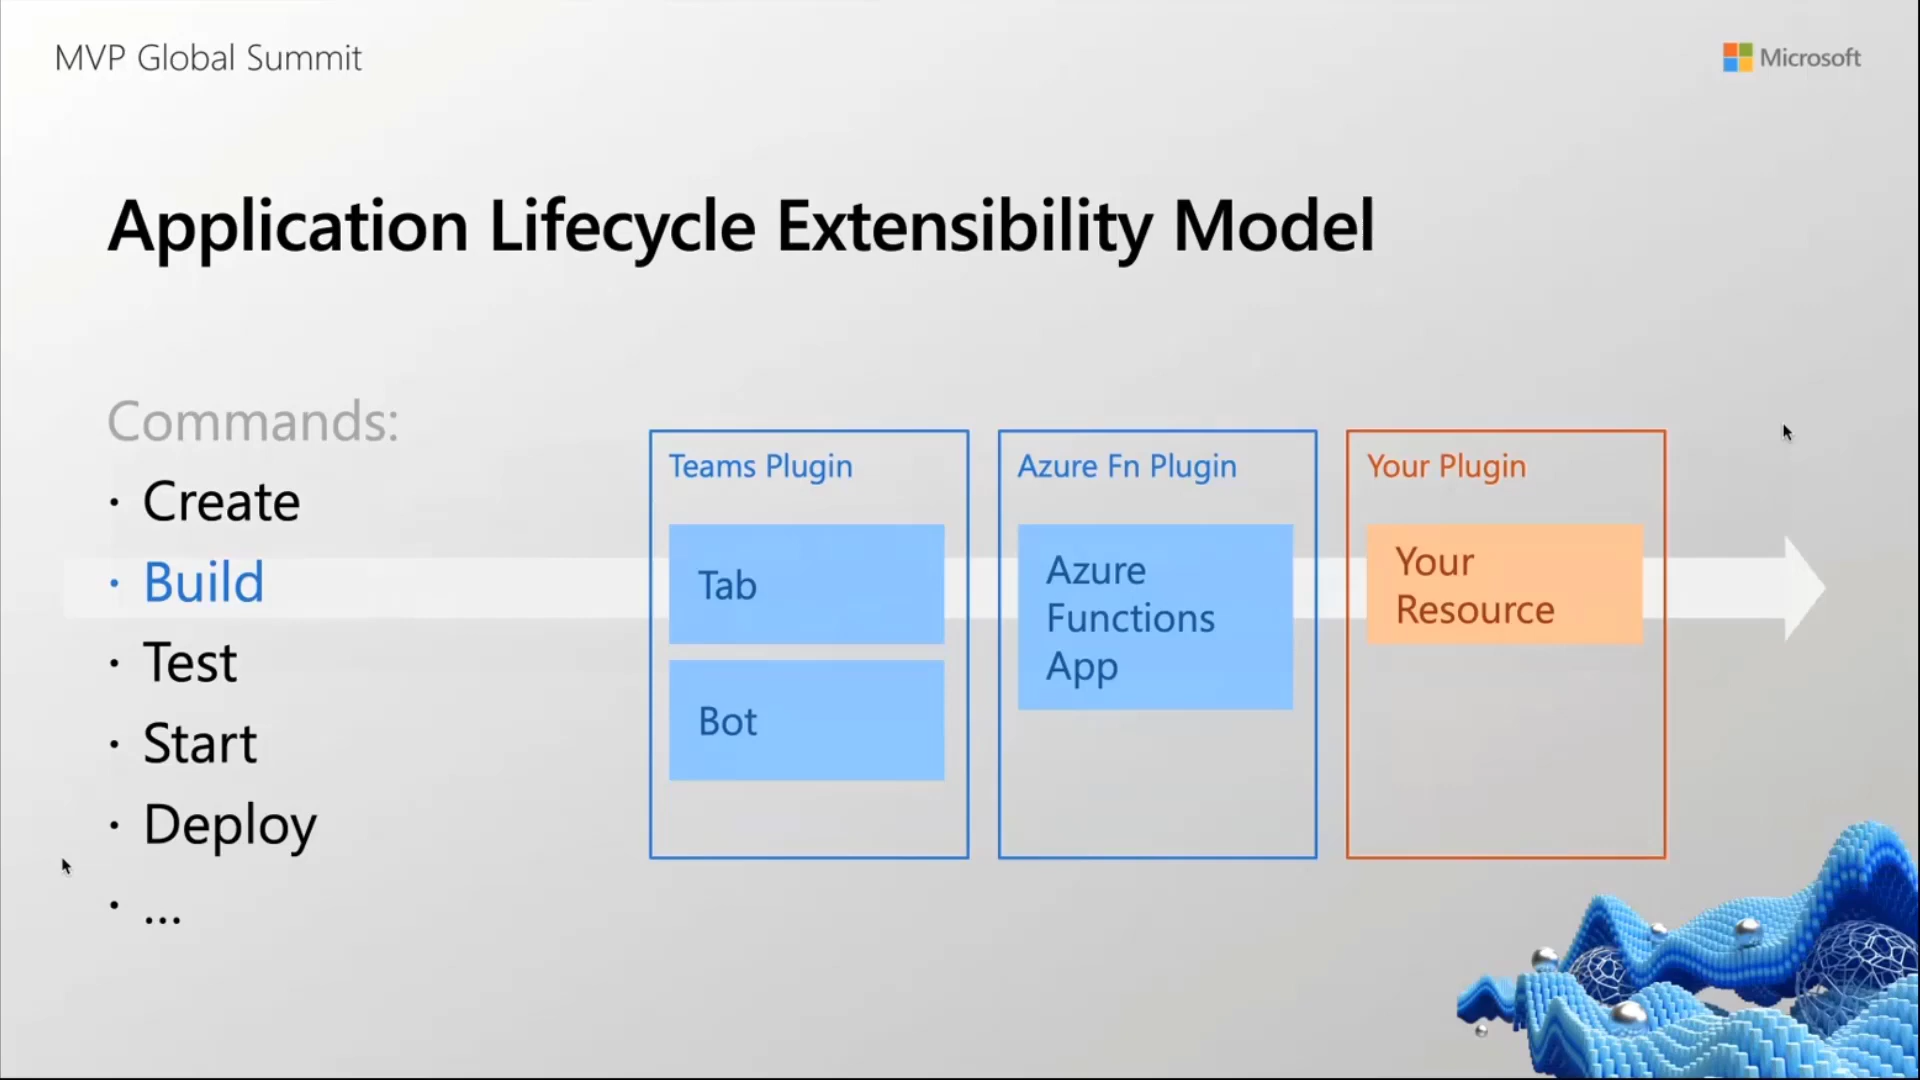 MVP Global Summit
Microsoft
Application Lifecycle Extensibility Model
Commands:
· Create
· Build
· Test
· Start
· Deploy
· ...
Teams Plugin
Tab
Bot
Azure Fn Plugin
Azure
Functions
App
Your Plugin
Your
Resource